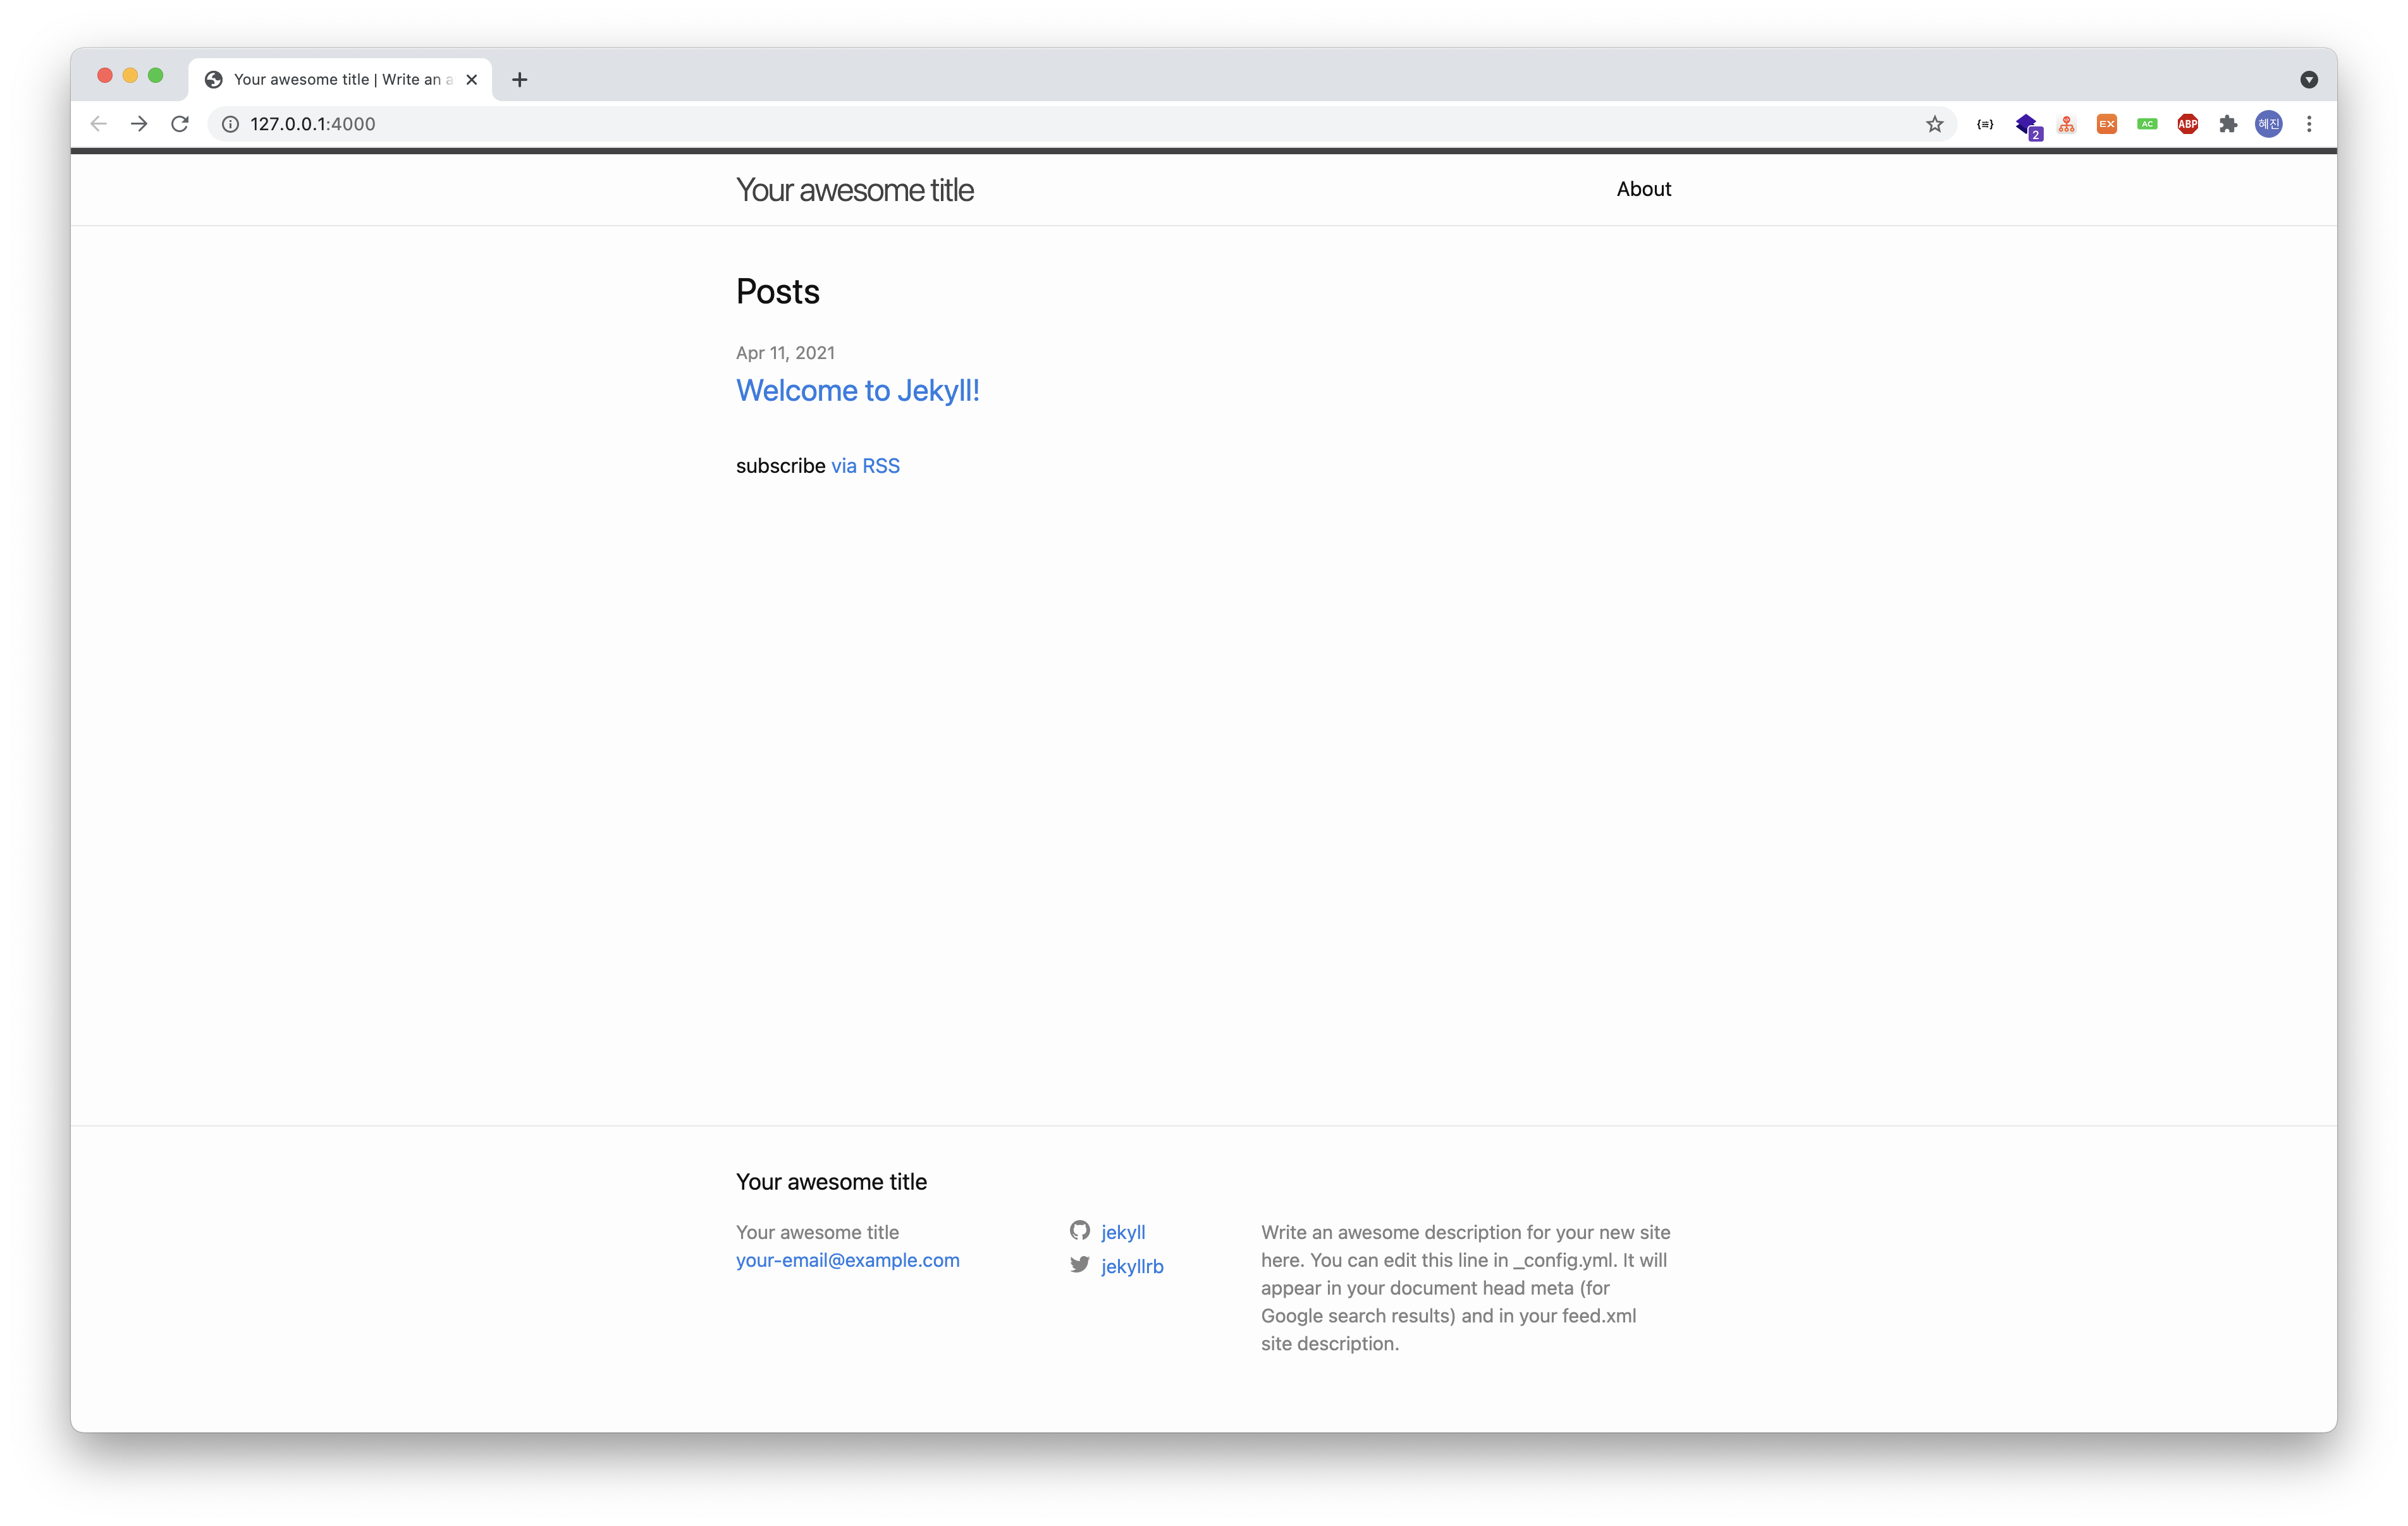 Your awesome title | Write an a
127.0.0.1:4000
2
EX
AC
ABP
혜진
Your awesome title
About
Posts
Apr 11, 2021
Welcome to Jekyll!
subscribe via RSS
Your awesome title
Your awesome title
your-email@example.com
jekyll
jekyllrb
Write an awesome description for your new site
here. You can edit this line in _config.yml. It will
appear in your document head meta (for
Google search results) and in your feed.xml
site description.